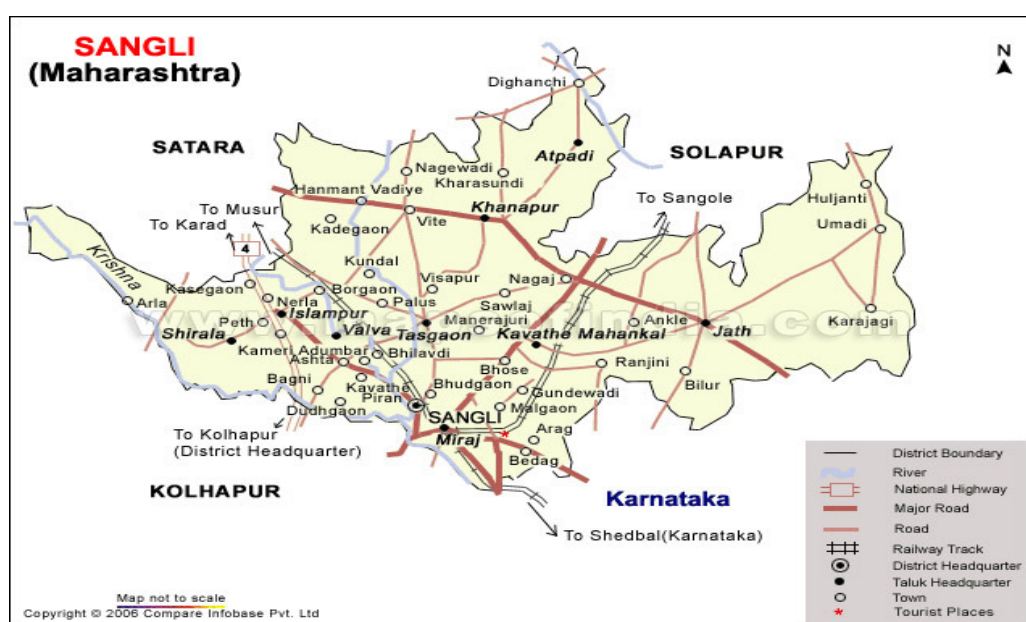 SANGLI
(Maharashtra)
N
Dighanchi
SATARA
Atpadi
SOLAPUR
Nagewadi
Kharasundi
Hanmant Vadiye
Huljanti
To Musur
To Sangole
To Karad
Khanapur
Vite
Umadi
Kadegaon
4
Krishna
Kundal
Visapur
Nagaj
Kasegaon
Borgaon
Arla
Nerla
Palus
Sawlaj
Islampur
Manerajuri
Ankle
Karajagi
Peth
Valva
Tasgaon
Kavathe Mahankal
Jath
Shirala
Kameri
Adumbar
Bhilavdi
Ashta
Bhose
Ranjini
Bagni
Kavathe
Piran
Bhudgaon
Gundewadi
Bilur
Dudhgaon
SANGLI
Malgaon
To Kolhapur
(District Headquarter)
Miraj
Arag
Bedag
KOLHAPUR
Karnataka
To Shedbal(Karnataka)
District Boundary
River
National Highway
Major Road
Road
Railway Track
District Headquarter
Taluk Headquarter
Town
Tourist Places
Map not to scale
Copyright © 2006 Compare Infobase Pvt. Ltd